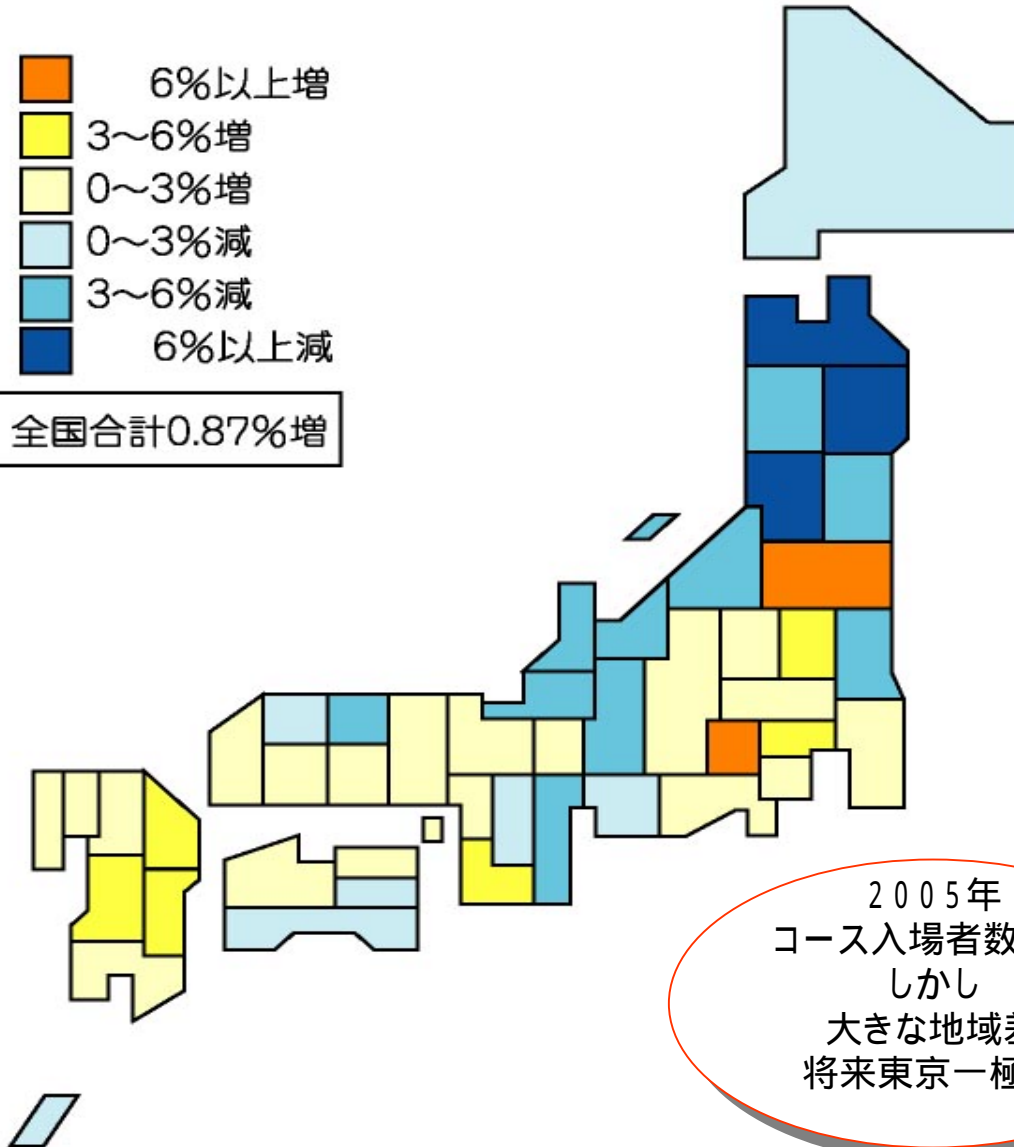 6%以上増
3〜6%増
0〜3%増
0〜3%減
3〜6%減
6%以上減
全国合計0.87%増
2005年
コース入場者数
しかし
大きな地域差
将来東京一極